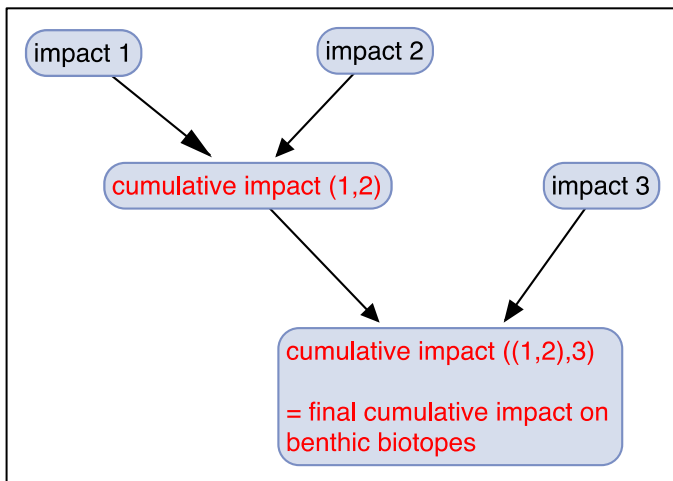 impact 1
impact 2
cumulative impact (1,2)
impact 3
cumulative impact ((1,2),3)
= final cumulative impact on
benthic biotopes